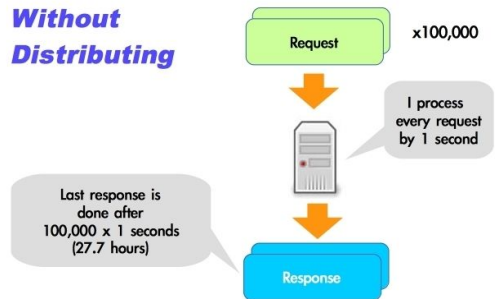 Without
Distributing
Request
x100,000
I process
every request
by 1 second
Last response is
done after
100,000 x 1 seconds
(27.7 hours)
Response